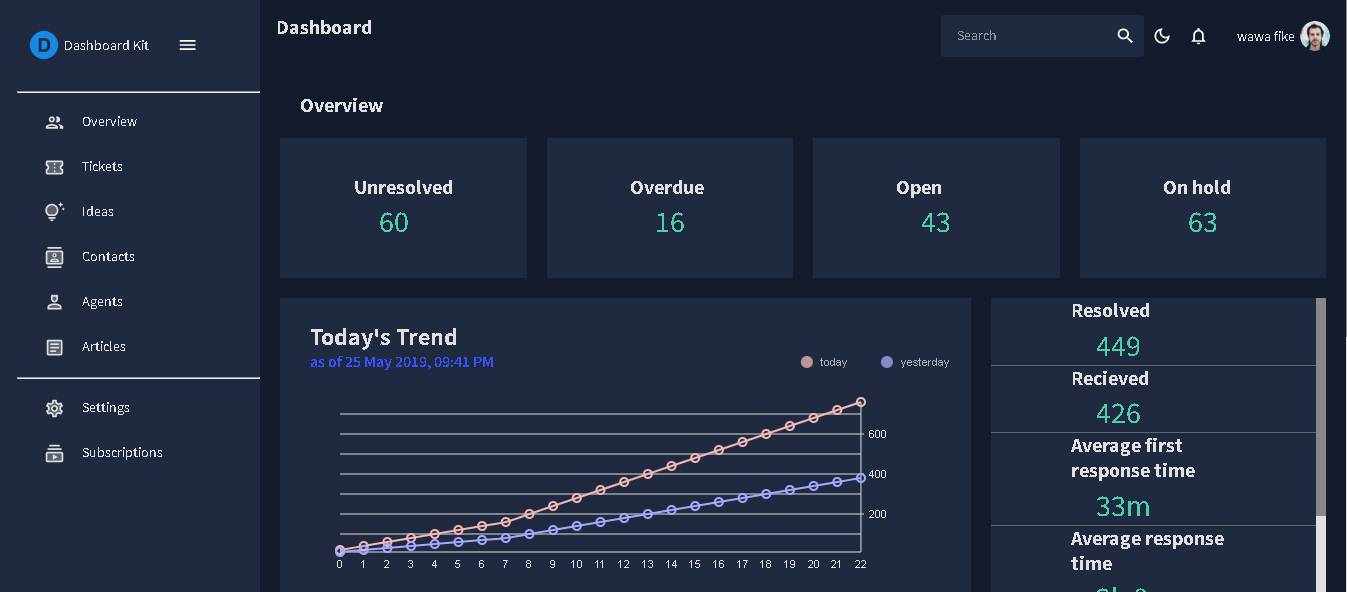 D Dashboard Kit
Overview
Tickets
Ideas
Contacts
Agents
Articles
Settings
Subscriptions
Dashboard
Search
wawa fike
Overview
Unresolved
60
Overdue
16
Open
43
On hold
63
Today's Trend
as of 25 May 2019, 09:41 PM
today yesterday
600
400
200
0 1 2 3 4 5 6 7 8 9 10 11 12 13 14 15 16 17 18 19 20 21 22
Resolved
449
Recieved
426
Average first
response time
33m
Average response
time